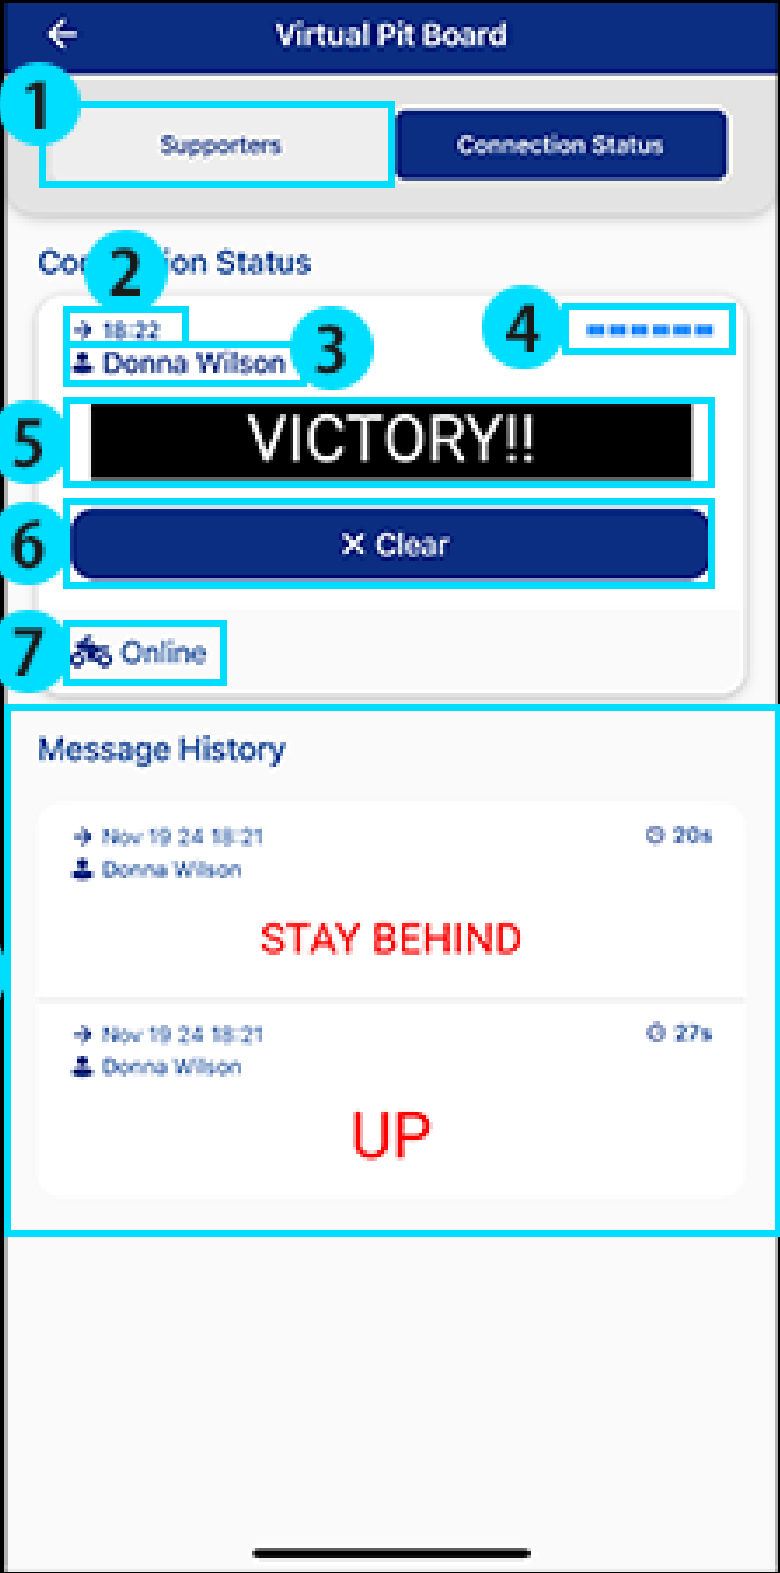 Virtual Pit Board
1
Supporters
Connection Status
Co ion Status
2
18:22
3
4
Donna Wilson
5
VICTORY!!
6
× Clear
7
Online
Message History
Nov 19 24 18:21
20s
Donna Wilson
STAY BEHIND
Nov 19 24 18:21
27s
Donna Wilson
UP